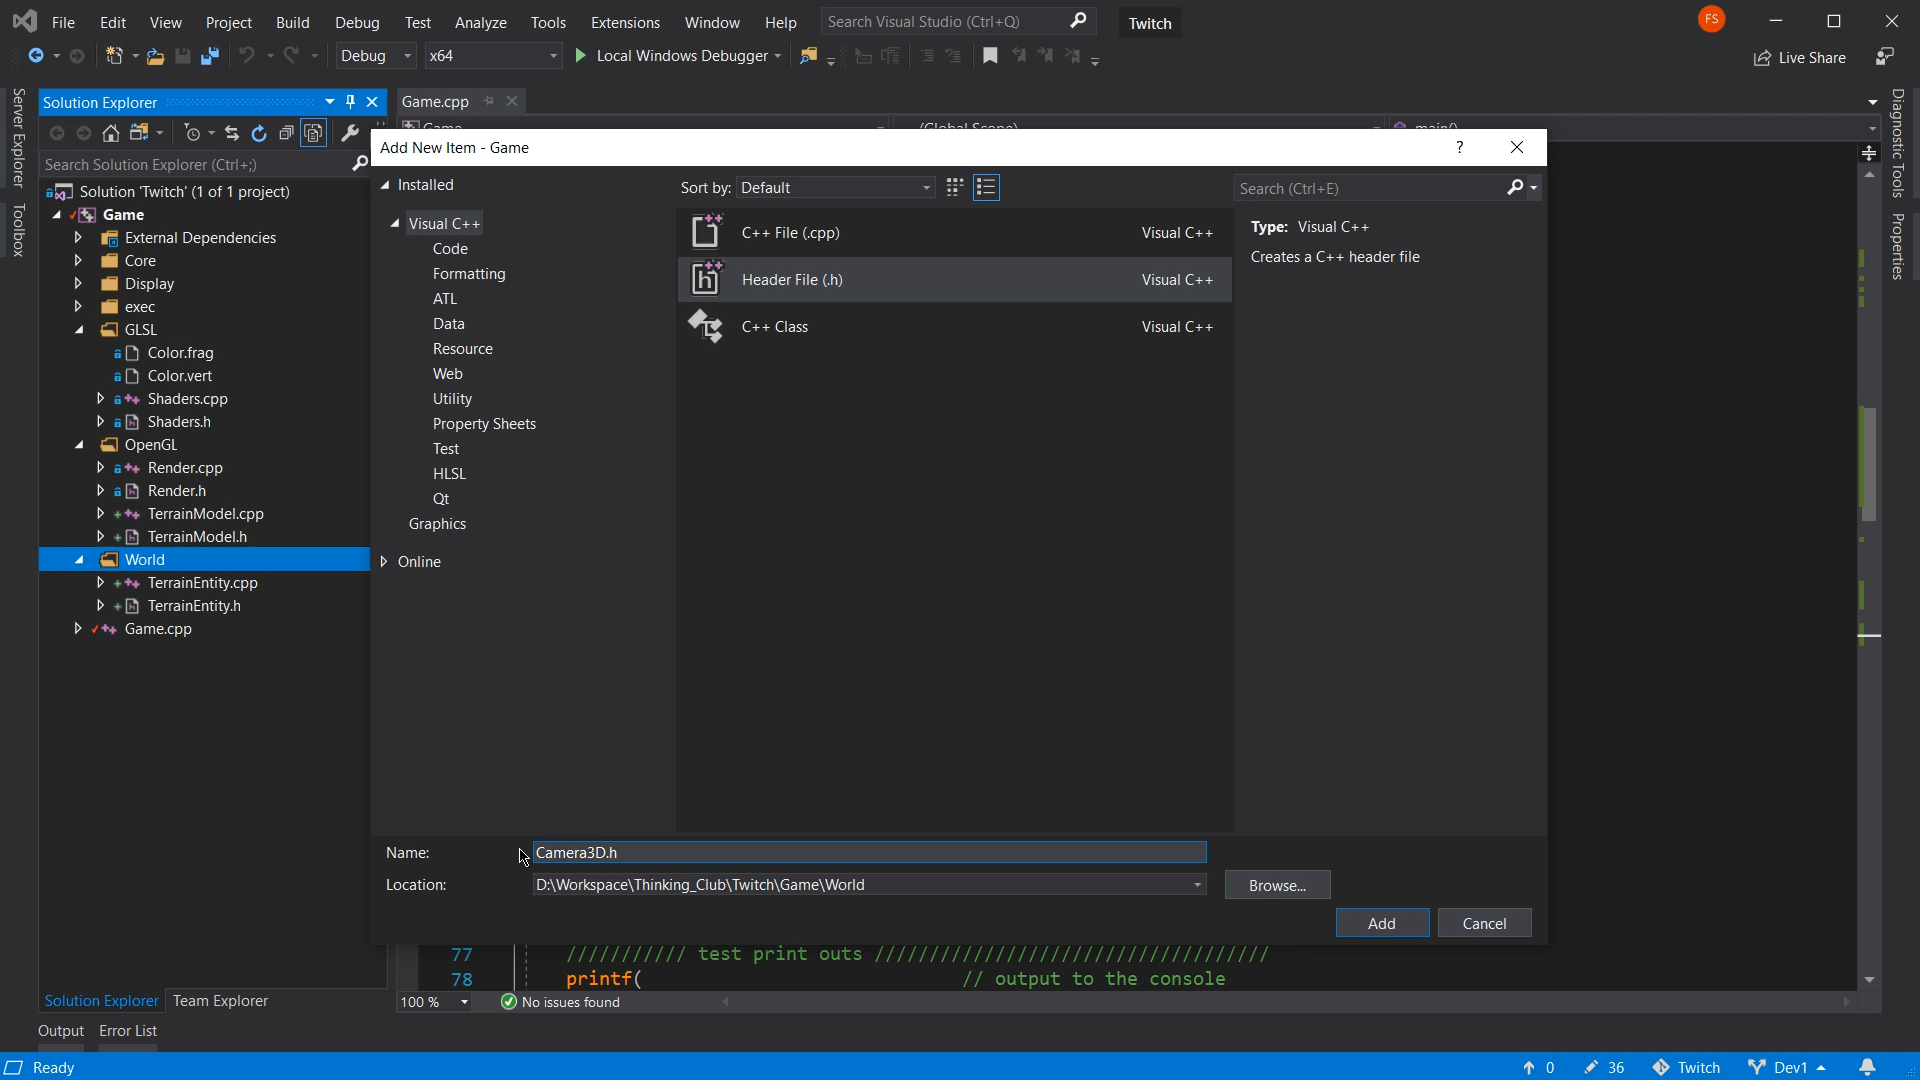 File Edit View Project Build Debug Test Analyze Tools Extensions Window Help Search Visual Studio (Ctrl+Q) Twitch FS
Debug x64 Local Windows Debugger Live Share
Server Explorer
Toolbox
Solution Explorer
Search Solution Explorer (Ctrl+;)
Solution 'Twitch' (1 of 1 project)
Game
External Dependencies
Core
Display
exec
GLSL
Color.frag
Color.vert
Shaders.cpp
Shaders.h
OpenGL
Render.cpp
Render.h
TerrainModel.cpp
TerrainModel.h
World
TerrainEntity.cpp
TerrainEntity.h
Game.cpp
Solution Explorer Team Explorer
Output Error List
Game.cpp
Game (Global Scope) main()
Add New Item - Game ?
Installed
Visual C++
Code
Formatting
ATL
Data
Resource
Web
Utility
Property Sheets
Test
HLSL
Qt
Graphics
Online
Sort by: Default
Search (Ctrl+E)
C++ File (.cpp) Visual C++
Header File (.h) Visual C++
C++ Class Visual C++
Type: Visual C++
Creates a C++ header file
Name: Camera3D.h
Location: D:\Workspace\Thinking_Club\Twitch\Game\World Browse...
Add Cancel
77 /////////// test print outs ////////////////////////////////////
78 printf( // output to the console
100 % No issues found
Diagnostic Tools
Properties
Ready 0 36 Twitch Dev1